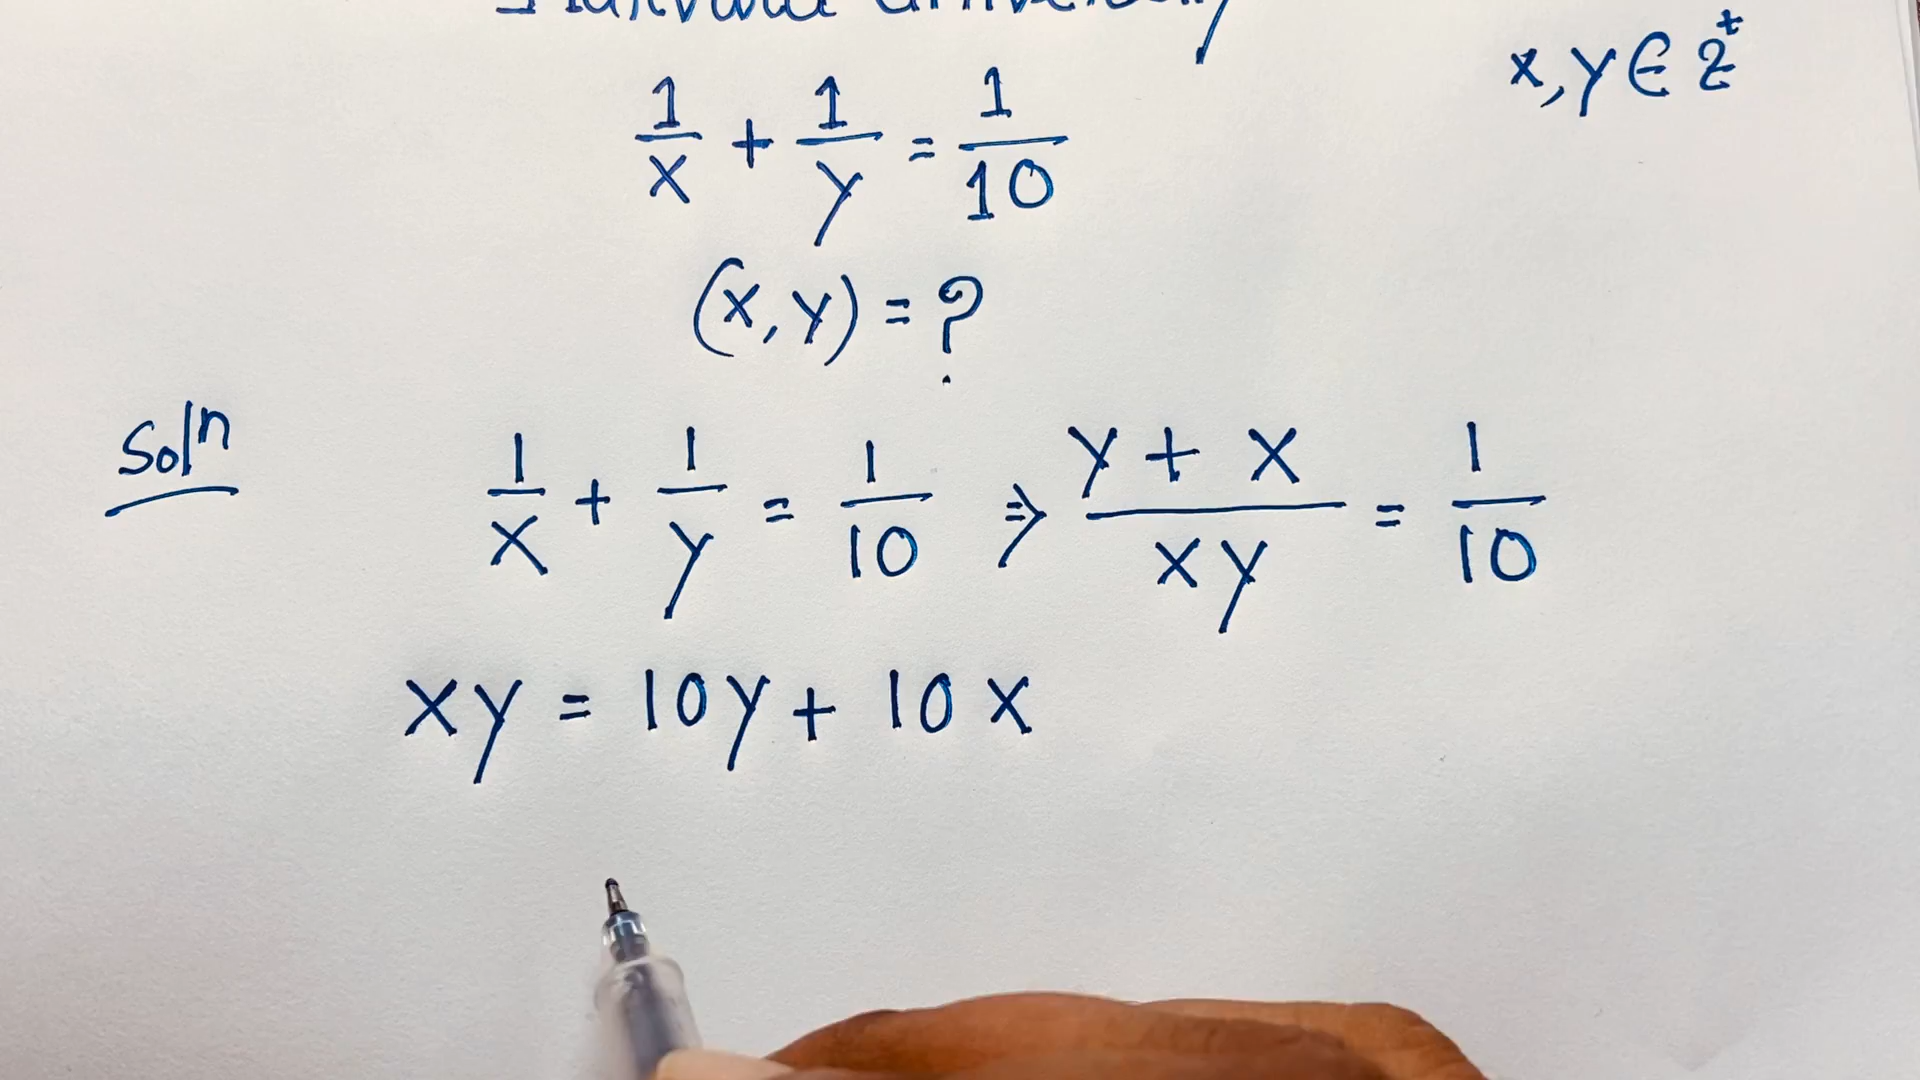 x, y ∈ Z⁺
1/x + 1/y = 1/10
(x, y) = ?
Solⁿ
1/x + 1/y = 1/10 ⇒ (y + x)/(xy) = 1/10
xy = 10y + 10x